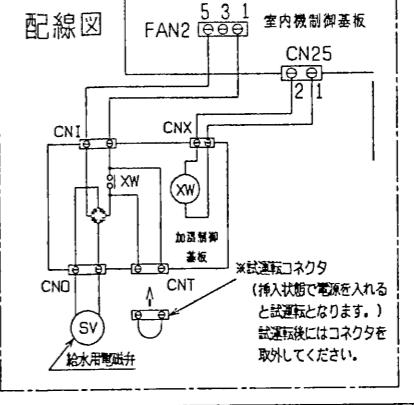 配線図
5 3 1
FAN2
室内機制御基板
CN25
2 1
CNI
CNX
XW
XW
加湿制御
基板
CNO
CNT
※試運転コネクタ
(挿入状態で電源を入れる
と試運転となります。)
試運転後にはコネクタを
取外してください。
SV
給水用電磁弁